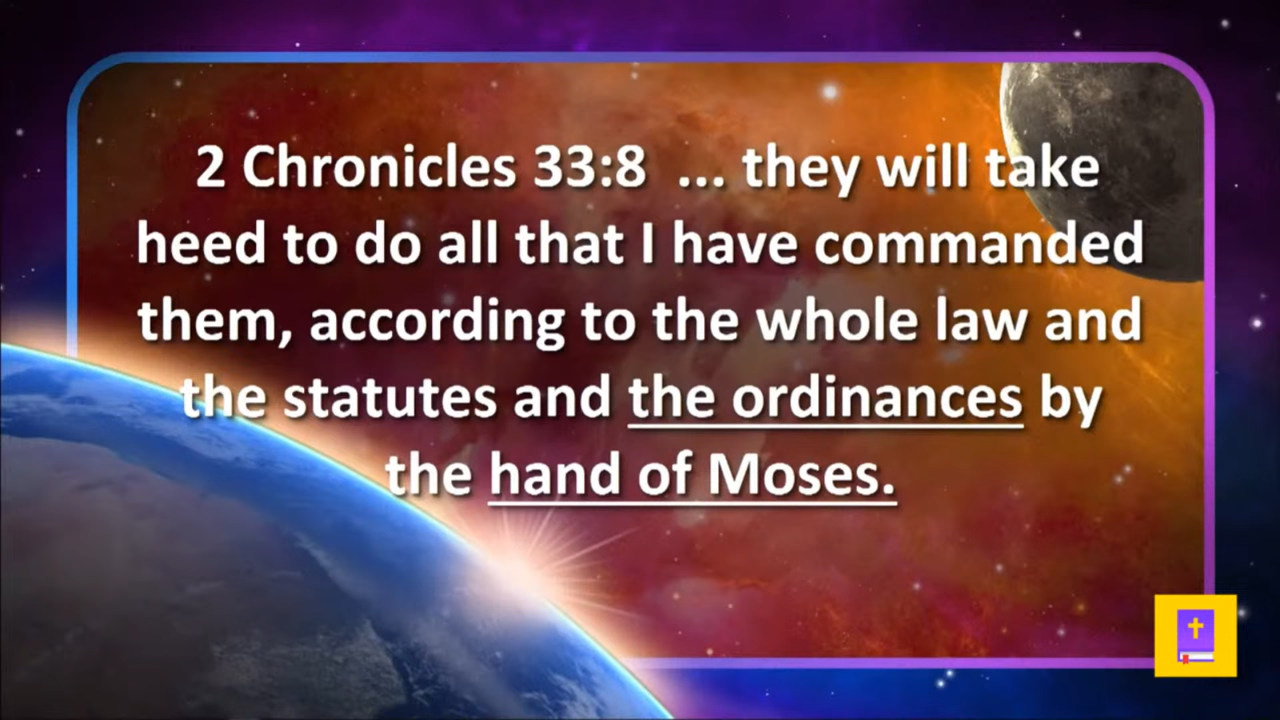 2 Chronicles 33:8 ... they will take
heed to do all that I have commanded
them, according to the whole law and
the statutes and the ordinances by
the hand of Moses.